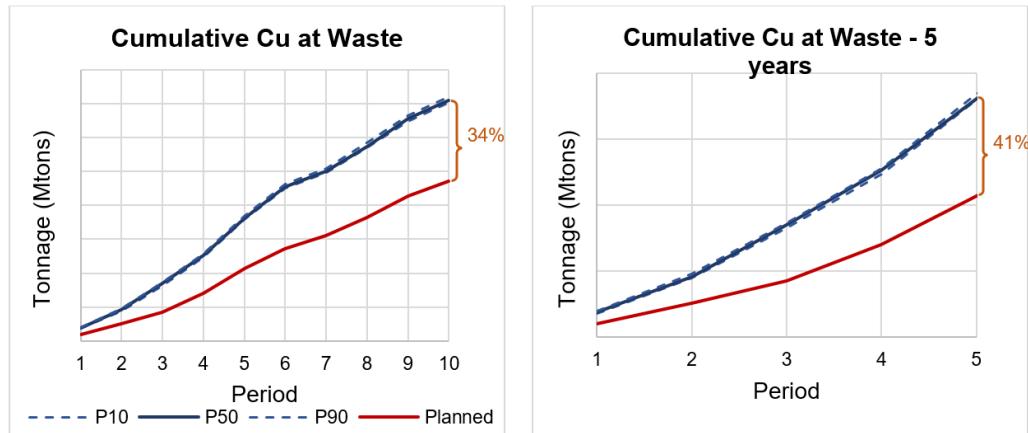 Cumulative Cu at Waste
Tonnage (Mtons)
34%
1 2 3 4 5 6 7 8 9 10
Period
P10 P50 P90 Planned
Cumulative Cu at Waste - 5
years
Tonnage (Mtons)
41%
1 2 3 4 5
Period